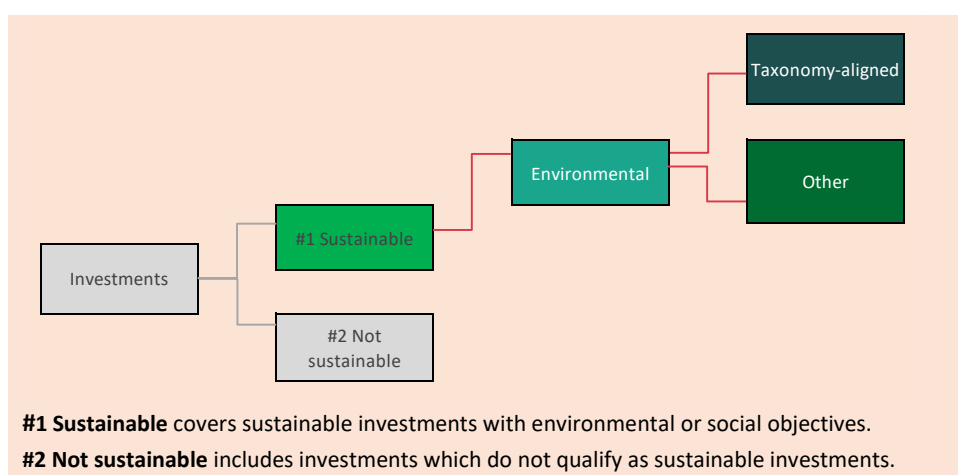 Taxonomy-aligned
Environmental
Other
#1 Sustainable
Investments
#2 Not
sustainable
#1 Sustainable covers sustainable investments with environmental or social objectives.
#2 Not sustainable includes investments which do not qualify as sustainable investments.